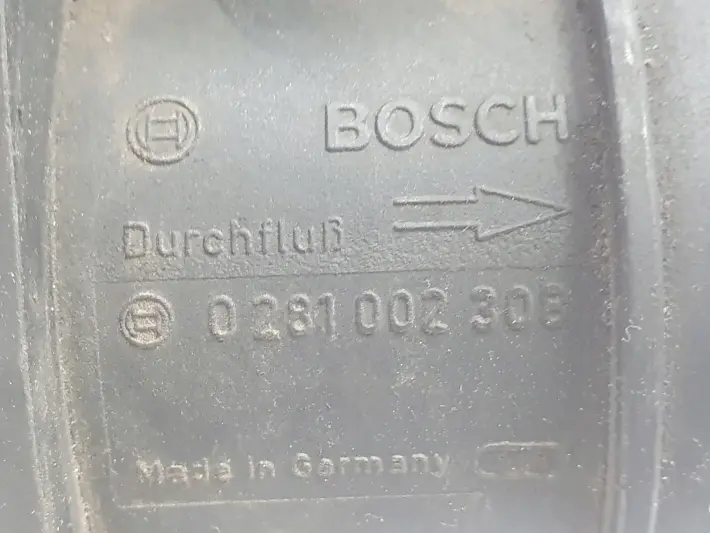 BOSCH
Durchfluß
0 281 002 308
Made in Germany